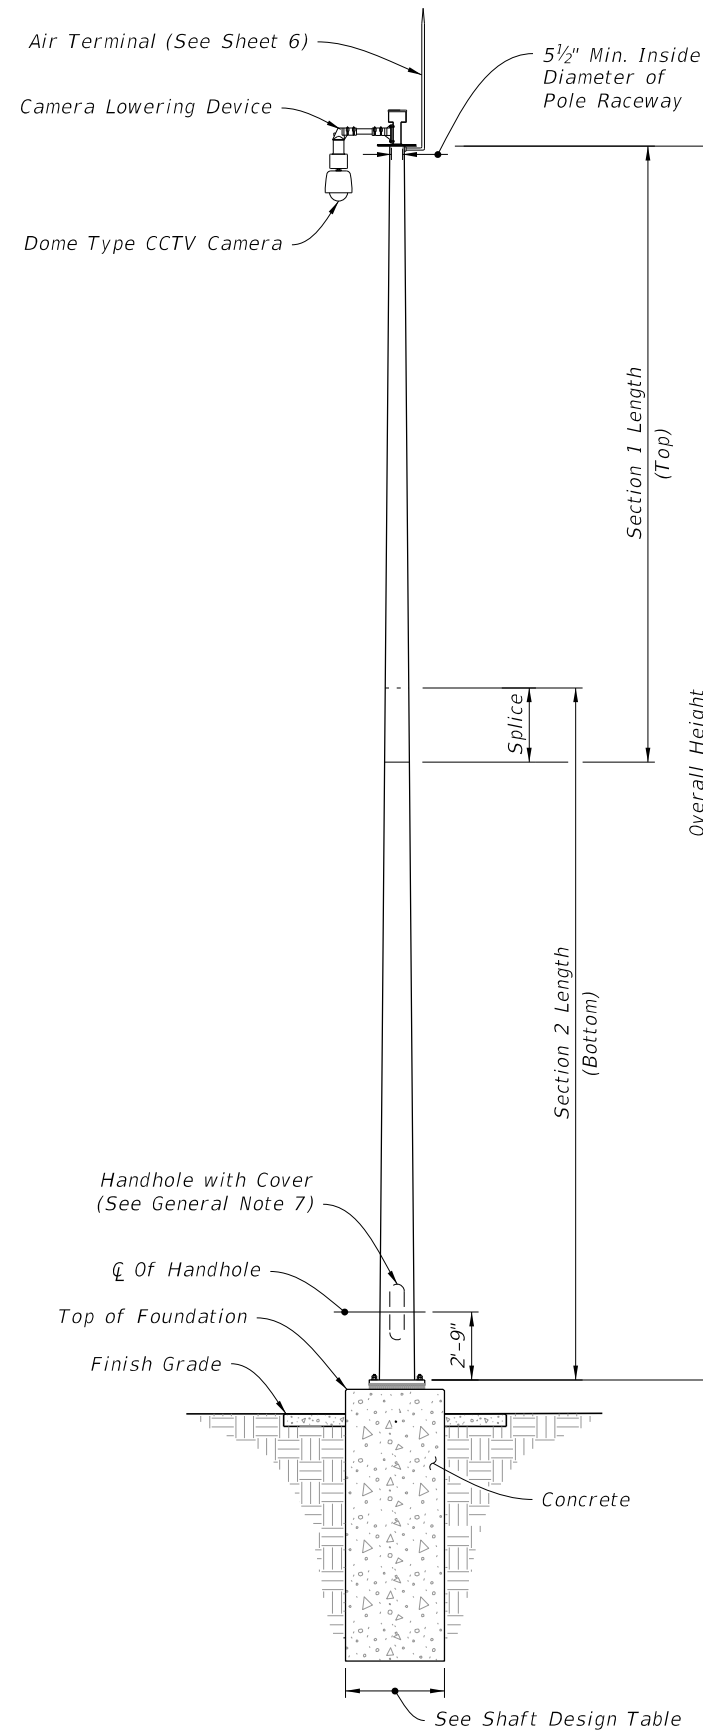 Air Terminal (See Sheet 6)
5½" Min. Inside
Diameter of
Pole Raceway
Camera Lowering Device
Dome Type CCTV Camera
Section 1 Length
(Top)
Splice
Overall Height
Section 2 Length
(Bottom)
Handhole with Cover
(See General Note 7)
℄ Of Handhole
Top of Foundation
2'-9"
Finish Grade
Concrete
See Shaft Design Table